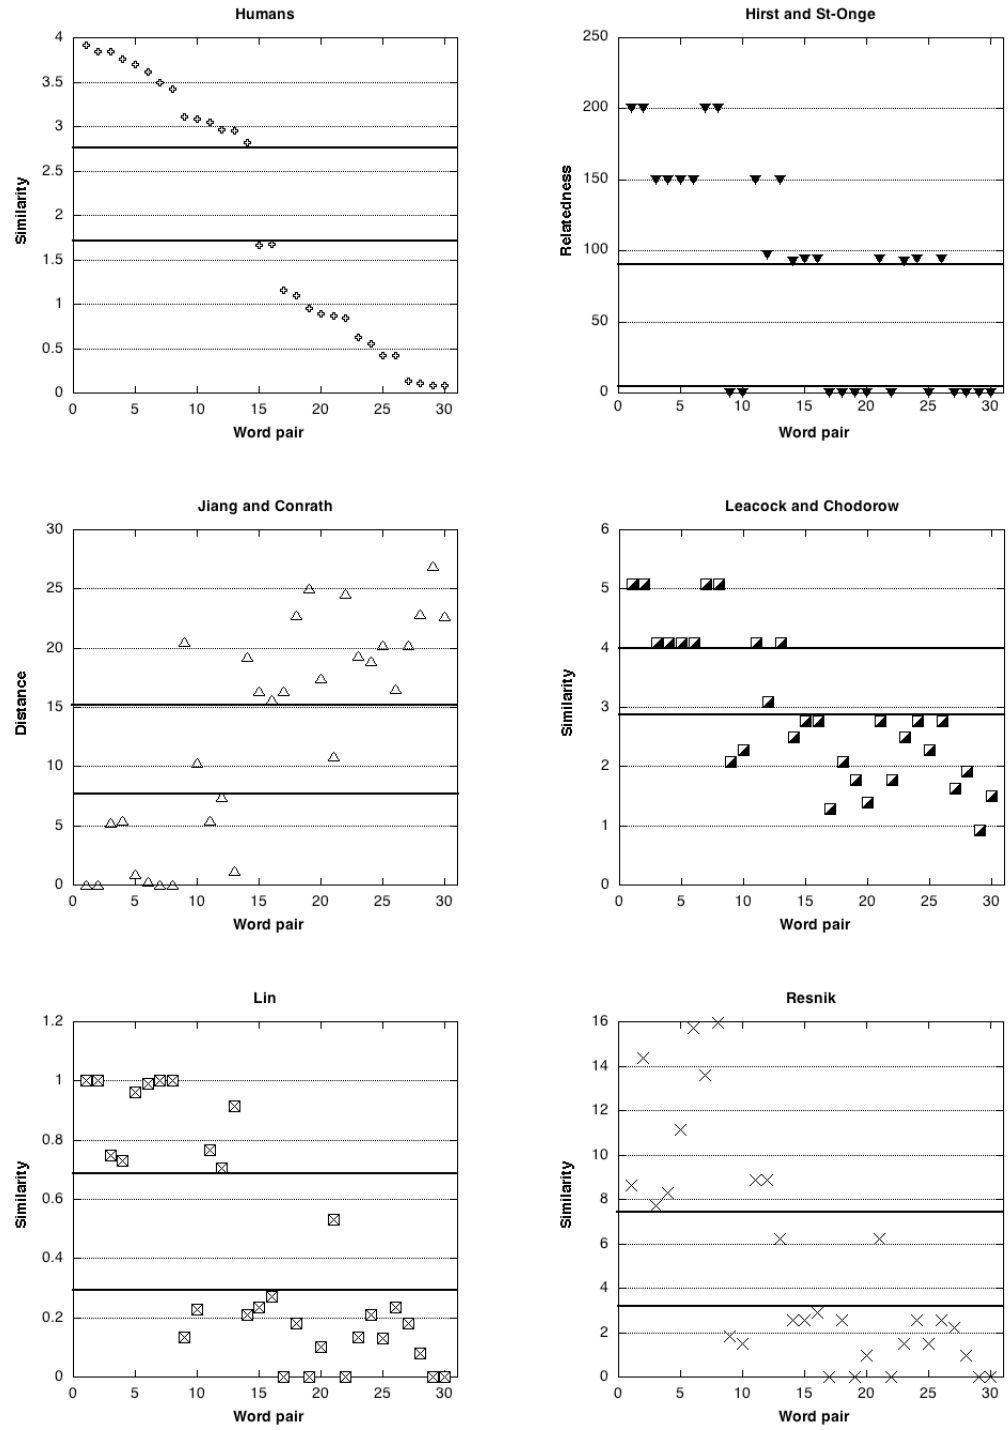 Humans
4
3.5
3
2.5
2
1.5
1
0.5
0
0 5 10 15 20 25 30
Similarity
Word pair
Hirst and St-Onge
250
200
150
100
50
0
0 5 10 15 20 25 30
Relatedness
Word pair
Jiang and Conrath
30
25
20
15
10
5
0
0 5 10 15 20 25 30
Distance
Word pair
Leacock and Chodorow
6
5
4
3
2
1
0
0 5 10 15 20 25 30
Similarity
Word pair
Lin
1.2
1
0.8
0.6
0.4
0.2
0
0 5 10 15 20 25 30
Similarity
Word pair
Resnik
16
14
12
10
8
6
4
2
0
0 5 10 15 20 25 30
Similarity
Word pair